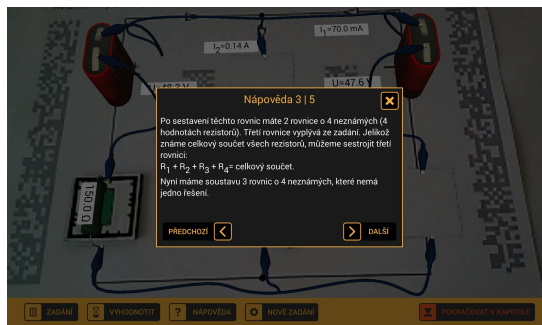 I₁=70.0 mA
I₂=0.14 A
U=48.3 V
U=47.6 V
Nápověda 3 | 5
Po sestavení těchto rovnic máte 2 rovnice o 4 neznámých (4
hodnotách rezistorů). Třetí rovnice vyplývá ze zadání. Jelikož
známe celkový součet všech rezistorů, můžeme sestrojit třetí
rovnici:
R₁ + R₂ + R₃ + R₄= celkový součet.
Nyní máme soustavu 3 rovnic o 4 neznámých, které nemá
jedno řešení.
150.0 Ω
PŘEDCHOZÍ
DALŠÍ
ZADÁNÍ
VYHODNOTIT
? NÁPOVĚDA
NOVÉ ZADÁNÍ
POKRAČOVAT V KAPITOLE